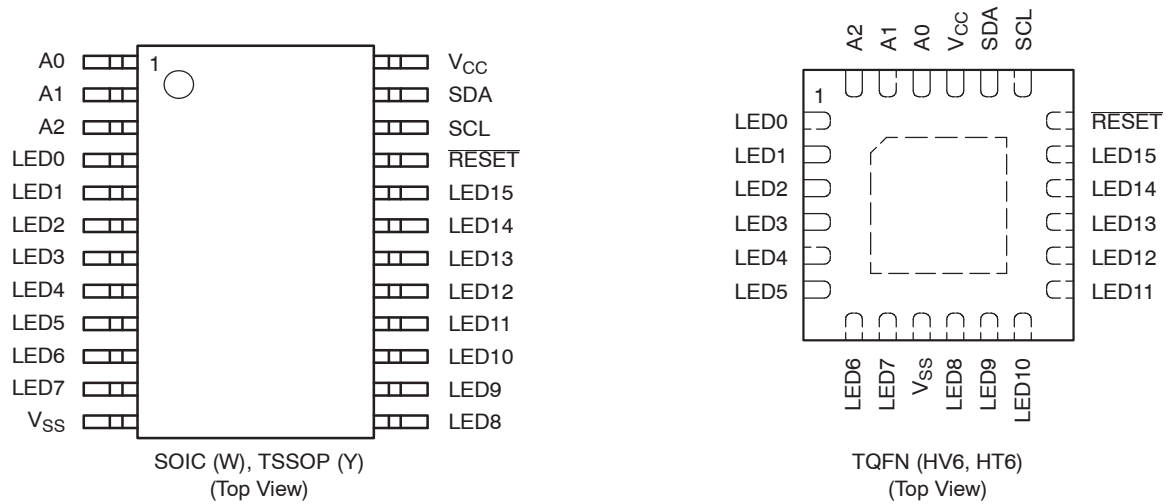 A0
A1
A2
LED0
LED1
LED2
LED3
LED4
LED5
LED6
LED7
VSS
1
VCC
SDA
SCL
RESET
LED15
LED14
LED13
LED12
LED11
LED10
LED9
LED8
SOIC (W), TSSOP (Y)
(Top View)
A2
A1
A0
VCC
SDA
SCL
1
LED0
LED1
LED2
LED3
LED4
LED5
RESET
LED15
LED14
LED13
LED12
LED11
LED6
LED7
VSS
LED8
LED9
LED10
TQFN (HV6, HT6)
(Top View)